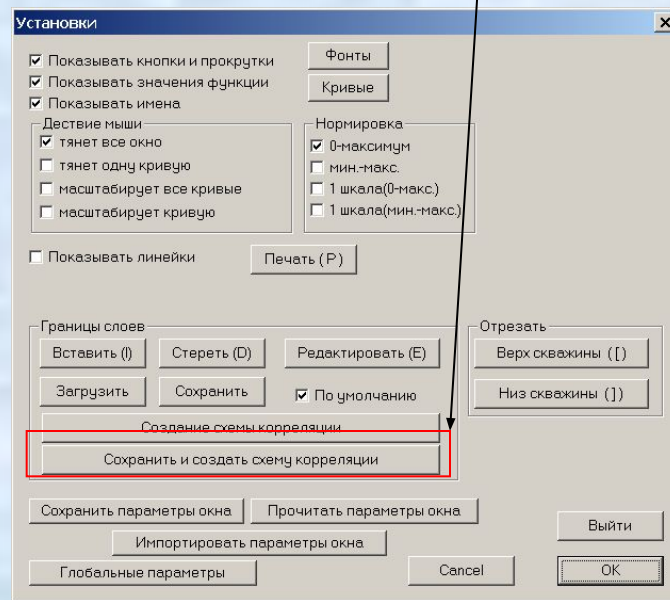 Установки
Показывать кнопки и прокрутки
Фонты
Показывать значения функции
Кривые
Показывать имена
Дествие мыши
тянет все окно
тянет одну кривую
масштабирует все кривые
масштабирует кривую
Нормировка
0-максимум
мин.-макс.
1 шкала(0-макс.)
1 шкала(мин.-макс.)
Показывать линейки
Печать ( P )
Границы слоев
Вставить (I)
Стереть (D)
Редактировать (E)
Загрузить
Сохранить
По умолчанию
Создание схемы корреляции
Сохранить и создать схему корреляции
Отрезать
Верх скважины ( [ )
Низ скважины ( ] )
Сохранить параметры окна
Прочитать параметры окна
Импортировать параметры окна
Выйти
Глобальные параметры
Cancel
OK